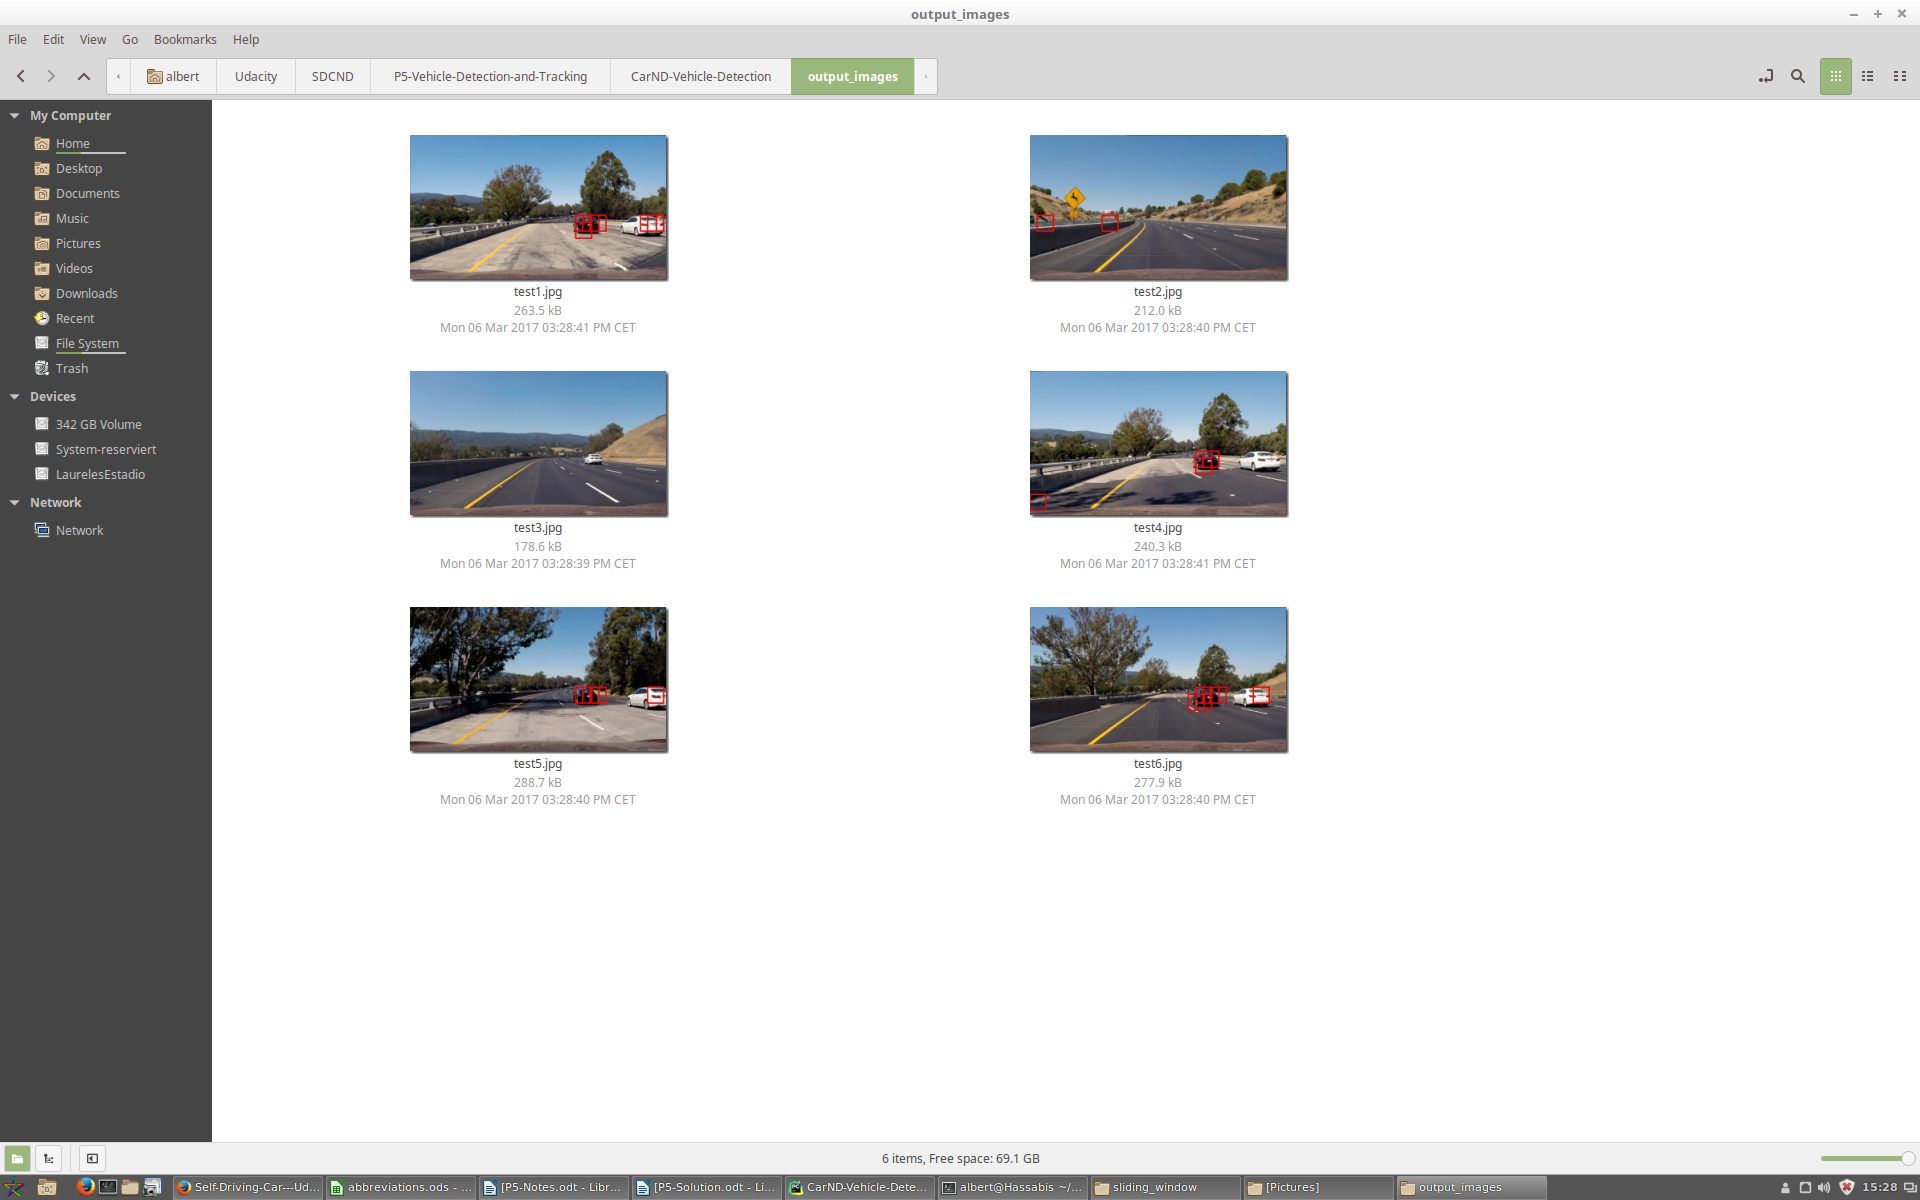 output_images
File Edit View Go Bookmarks Help
albert Udacity SDCND P5-Vehicle-Detection-and-Tracking CarND-Vehicle-Detection output_images
My Computer
Home
Desktop
Documents
Music
Pictures
Videos
Downloads
Recent
File System
Trash
Devices
342 GB Volume
System-reserviert
LaurelesEstadio
Network
Network
test1.jpg
263.5 kB
Mon 06 Mar 2017 03:28:41 PM CET
test2.jpg
212.0 kB
Mon 06 Mar 2017 03:28:40 PM CET
test3.jpg
178.6 kB
Mon 06 Mar 2017 03:28:39 PM CET
test4.jpg
240.3 kB
Mon 06 Mar 2017 03:28:41 PM CET
test5.jpg
288.7 kB
Mon 06 Mar 2017 03:28:40 PM CET
test6.jpg
277.9 kB
Mon 06 Mar 2017 03:28:40 PM CET
6 items, Free space: 69.1 GB
Self-Driving-Car---Ud... abbreviations.ods - ... [P5-Notes.odt - Libr... [P5-Solution.odt - Li... CarND-Vehicle-Dete... albert@Hassabis ~/... sliding_window [Pictures] output_images 15:28